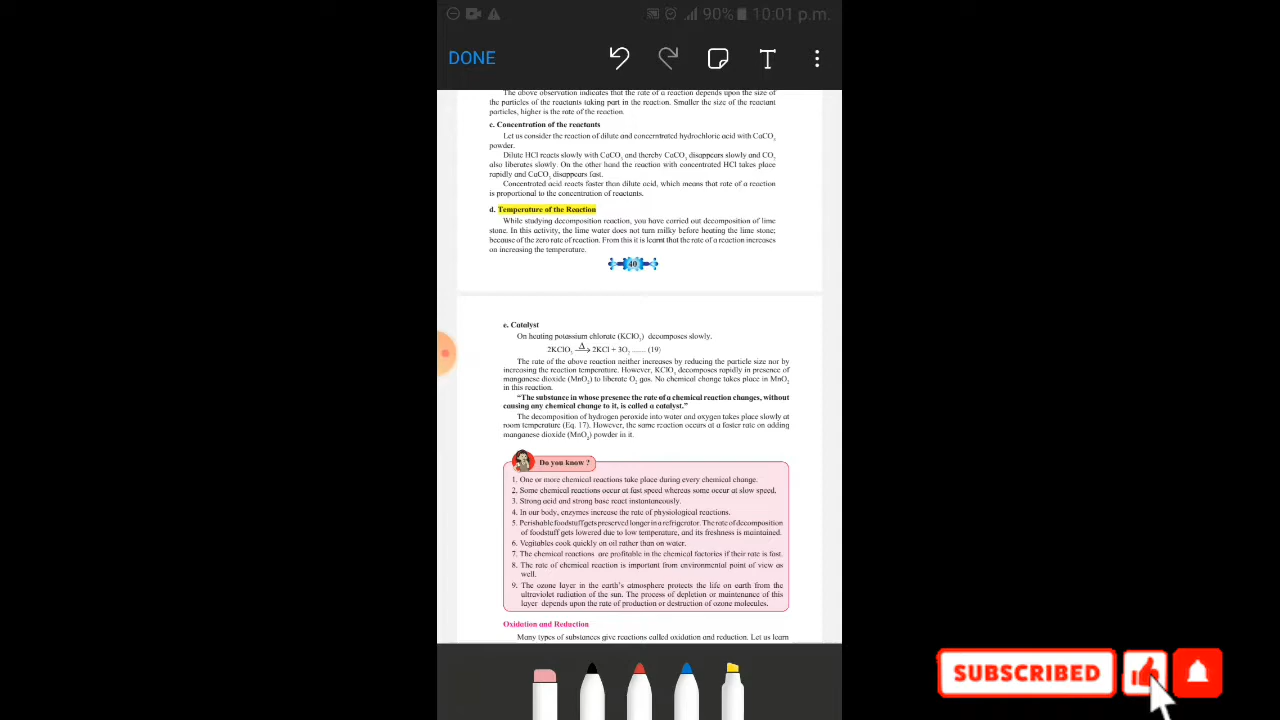 90% 10:01 p.m.
DONE
T
The above observation indicates that the rate of a reaction depends upon the size of
the particles of the reactants taking part in the reaction. Smaller the size of the reactant
particles, higher is the rate of the reaction.
c. Concentration of the reactants
Let us consider the reaction of dilute and concerntrated hydrochloric acid with CaCO₃
powder.
Dilute HCl reacts slowly with CaCO₃ and thereby CaCO₃ disappears slowly and CO₂
also liberates slowly. On the other hand the reaction with concentrated HCl takes place
rapidly and CaCO₃ disappears fast.
Concentrated acid reacts faster than dilute acid, which means that rate of a reaction
is proportional to the concentration of reactants.
d. Temperature of the Reaction
While studying decomposition reaction, you have carried out decomposition of lime
stone. In this activity, the lime water does not turn milky before heating the lime stone;
because of the zero rate of reaction. From this it is learnt that the rate of a reaction increases
on increasing the temperature.
40
e. Catalyst
On heating potassium chlorate (KClO₃) decomposes slowly.
2KClO₃ Δ⟶ 2KCl + 3O₂ ...... (19)
The rate of the above reaction neither increases by reducing the particle size nor by
increasing the reaction temperature. However, KClO₃ decomposes rapidly in presence of
manganese dioxide (MnO₂) to liberate O₂ gas. No chemical change takes place in MnO₂
in this reaction.
“The substance in whose presence the rate of a chemical reaction changes, without
causing any chemical change to it, is called a catalyst.”
The decomposition of hydrogen peroxide into water and oxygen takes place slowly at
room temperature (Eq. 17). However, the same reaction occurs at a faster rate on adding
manganese dioxide (MnO₂) powder in it.
Do you know ?
1. One or more chemical reactions take place during every chemical change.
2. Some chemical reactions occur at fast speed whereas some occur at slow speed.
3. Strong acid and strong base react instantaneously.
4. In our body, enzymes increase the rate of physiological reactions.
5. Perishable foodstuff gets preserved longer in a refrigerator. The rate of decomposition
of foodstuff gets lowered due to low temperature, and its freshness is maintained.
6. Vegitables cook quickly on oil rather than on water.
7. The chemical reactions are profitable in the chemical factories if their rate is fast.
8. The rate of chemical reaction is important from environmental point of view as
well.
9. The ozone layer in the earth’s atmosphere protects the life on earth from the
ultraviolet radiation of the sun. The process of depletion or maintenance of this
layer depends upon the rate of production or destruction of ozone molecules.
Oxidation and Reduction
Many types of substances give reactions called oxidation and reduction. Let us learn
SUBSCRIBED